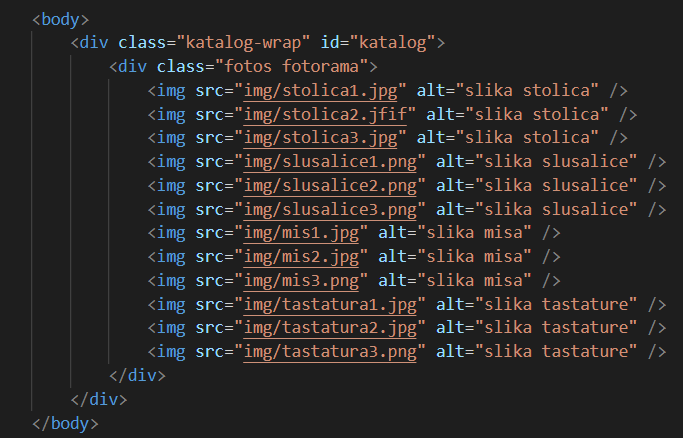 <body>
<div class="katalog-wrap" id="katalog">
<div class="fotos fotorama">
<img src="img/stolica1.jpg" alt="slika stolica" />
<img src="img/stolica2.jfif" alt="slika stolica" />
<img src="img/stolica3.jpg" alt="slika stolica" />
<img src="img/slusalice1.png" alt="slika slusalice" />
<img src="img/slusalice2.png" alt="slika slusalice" />
<img src="img/slusalice3.png" alt="slika slusalice" />
<img src="img/mis1.jpg" alt="slika misa" />
<img src="img/mis2.jpg" alt="slika misa" />
<img src="img/mis3.png" alt="slika misa" />
<img src="img/tastatura1.jpg" alt="slika tastature" />
<img src="img/tastatura2.jpg" alt="slika tastature" />
<img src="img/tastatura3.png" alt="slika tastature" />
</div>
</div>
</body>